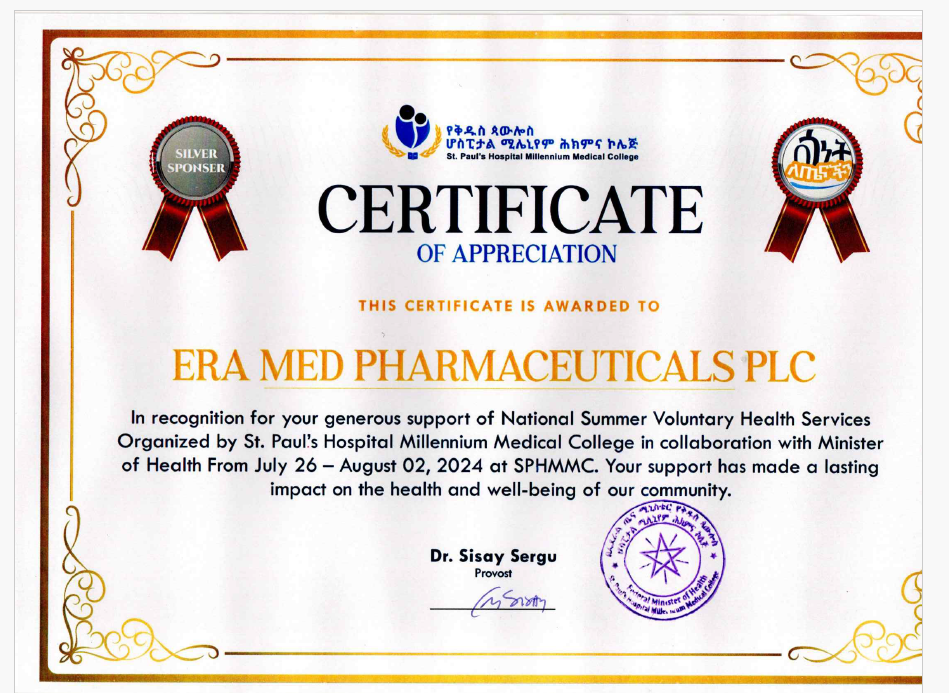 SILVER
SPONSER
የቅዱስ ጳውሎስ
ሆስፒታል ሚሊኒየም ሕክምና ኮሌጅ
St. Paul's Hospital Millennium Medical College
በጎነት
ለጤናችን
CERTIFICATE
OF APPRECIATION
THIS CERTIFICATE IS AWARDED TO
ERA MED PHARMACEUTICALS PLC
In recognition for your generous support of National Summer Voluntary Health Services
Organized by St. Paul's Hospital Millennium Medical College in collaboration with Minister
of Health From July 26 – August 02, 2024 at SPHMMC. Your support has made a lasting
impact on the health and well-being of our community.
Dr. Sisay Sergu
Provost
Federal Minister of Health
St. Paul's Hospital Millennium Medical College